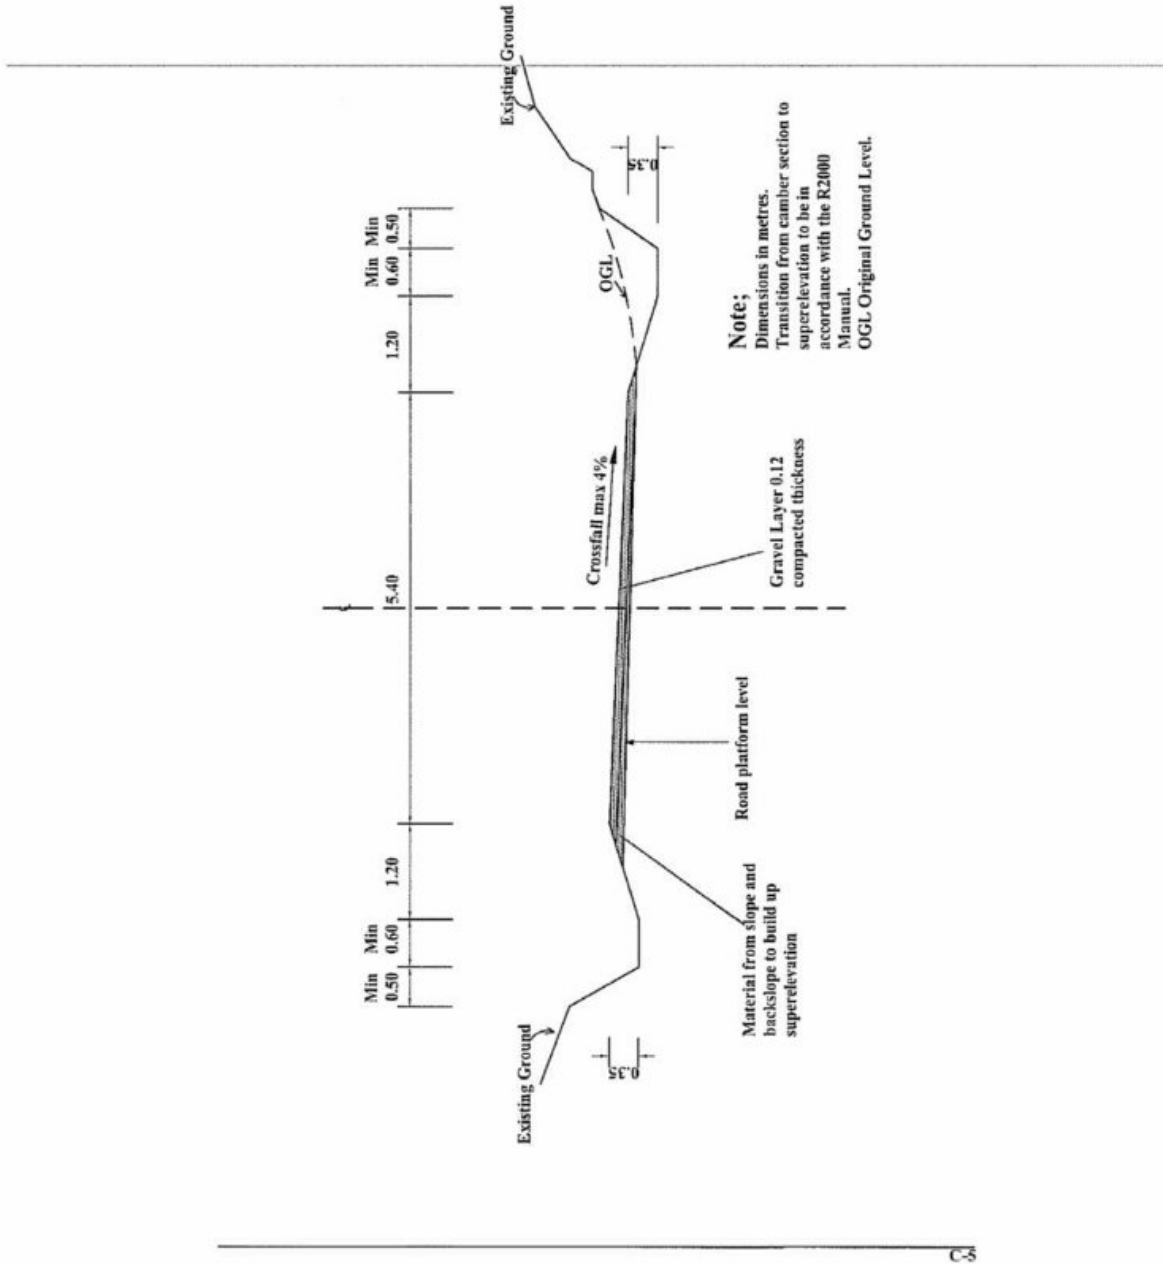 Existing Ground
Min
0.50
Min
0.60
1.20
5.40
1.20
Min
0.60
Min
0.50
Existing Ground
0.35
0.35
OGL
Crossfall max 4%
Gravel Layer 0.12
compacted thickness
Road platform level
Material from slope and
backslope to build up
superelevation
Note;
Dimensions in metres.
Transition from camber section to
superelevation to be in
accordance with the R2000
Manual.
OGL Original Ground Level.
C-5